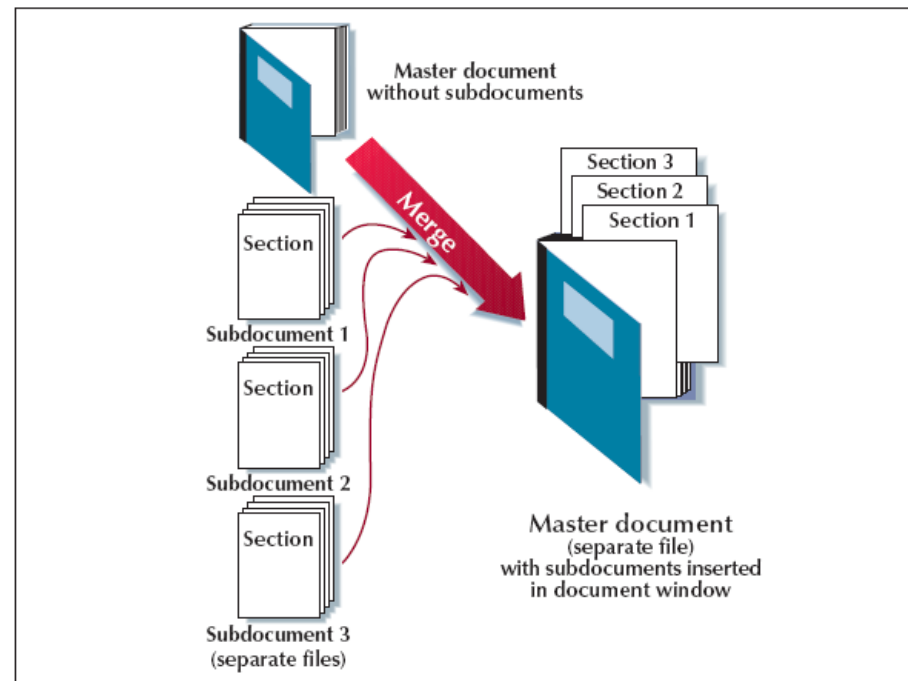 Master document
without subdocuments
Merge
Section
Subdocument 1
Section
Subdocument 2
Section
Subdocument 3
(separate files)
Section 3
Section 2
Section 1
Master document
(separate file)
with subdocuments inserted
in document window